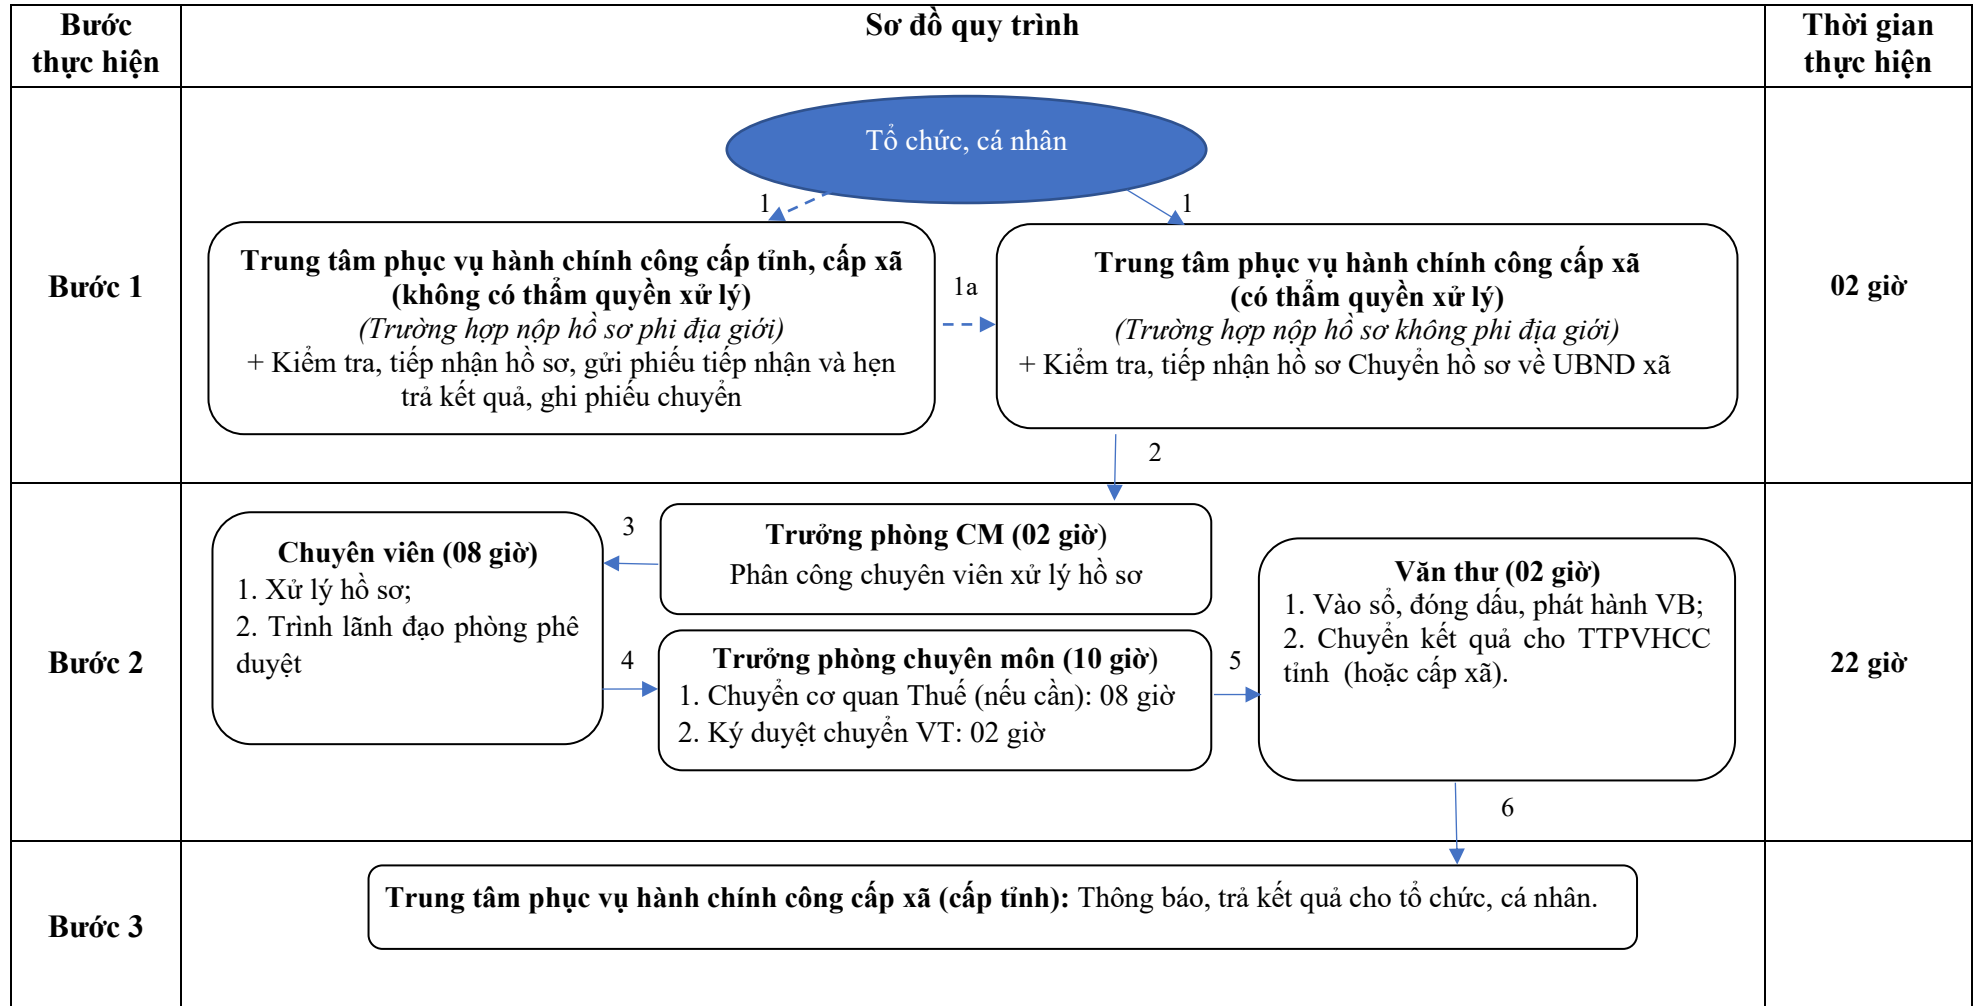 Bước
thực hiện
Sơ đồ quy trình
Thời gian
thực hiện
Bước 1
Tổ chức, cá nhân
1
1
Trung tâm phục vụ hành chính công cấp tỉnh, cấp xã
(không có thẩm quyền xử lý)
(Trường hợp nộp hồ sơ phi địa giới)
+ Kiểm tra, tiếp nhận hồ sơ, gửi phiếu tiếp nhận và hẹn
trả kết quả, ghi phiếu chuyển
1a
Trung tâm phục vụ hành chính công cấp xã
(có thẩm quyền xử lý)
(Trường hợp nộp hồ sơ không phi địa giới)
+ Kiểm tra, tiếp nhận hồ sơ Chuyển hồ sơ về UBND xã
02 giờ
2
Bước 2
Chuyên viên (08 giờ)
1. Xử lý hồ sơ;
2. Trình lãnh đạo phòng phê
duyệt
3
Trưởng phòng CM (02 giờ)
Phân công chuyên viên xử lý hồ sơ
4
Trưởng phòng chuyên môn (10 giờ)
1. Chuyển cơ quan Thuế (nếu cần): 08 giờ
2. Ký duyệt chuyển VT: 02 giờ
5
Văn thư (02 giờ)
1. Vào sổ, đóng dấu, phát hành VB;
2. Chuyển kết quả cho TTPVHCC
tỉnh (hoặc cấp xã).
22 giờ
6
Bước 3
Trung tâm phục vụ hành chính công cấp xã (cấp tỉnh): Thông báo, trả kết quả cho tổ chức, cá nhân.